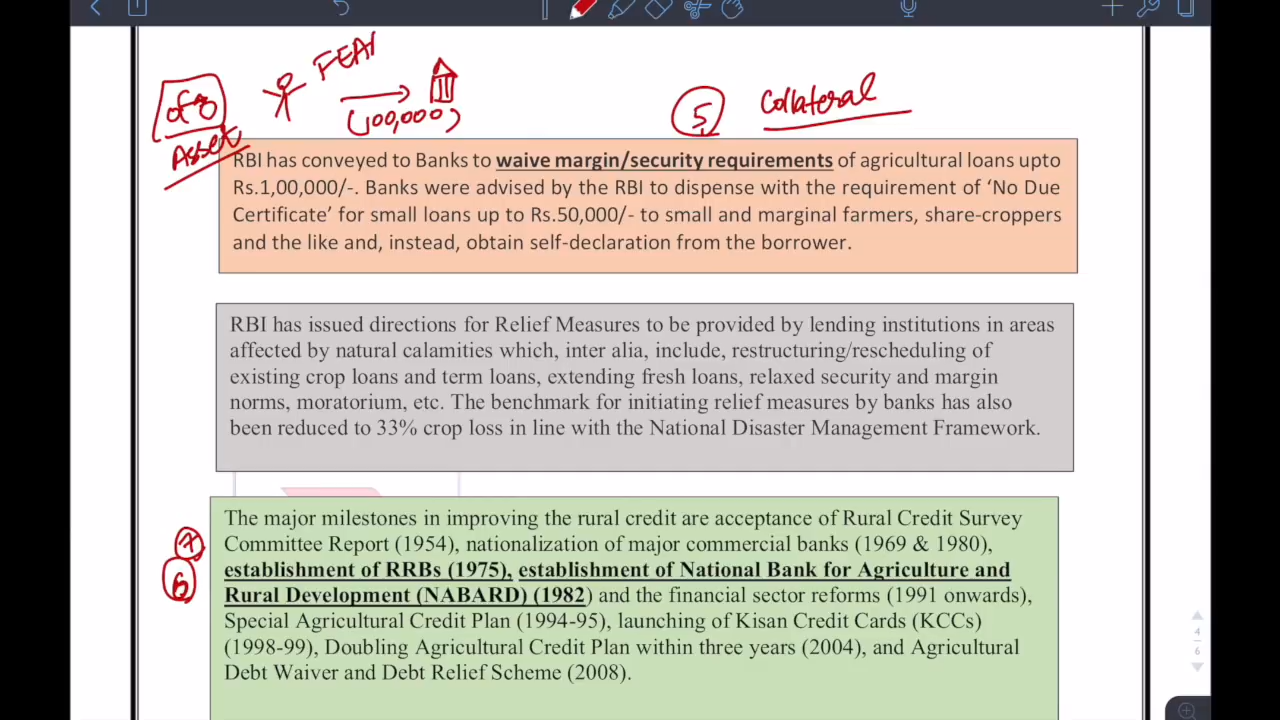 FEAR
(100,000)
Asset
5
Collateral
RBI has conveyed to Banks to waive margin/security requirements of agricultural loans upto
Rs.1,00,000/-. Banks were advised by the RBI to dispense with the requirement of ‘No Due
Certificate’ for small loans up to Rs.50,000/- to small and marginal farmers, share-croppers
and the like and, instead, obtain self-declaration from the borrower.
RBI has issued directions for Relief Measures to be provided by lending institutions in areas
affected by natural calamities which, inter alia, include, restructuring/rescheduling of
existing crop loans and term loans, extending fresh loans, relaxed security and margin
norms, moratorium, etc. The benchmark for initiating relief measures by banks has also
been reduced to 33% crop loss in line with the National Disaster Management Framework.
7
The major milestones in improving the rural credit are acceptance of Rural Credit Survey
Committee Report (1954), nationalization of major commercial banks (1969 & 1980),
establishment of RRBs (1975), establishment of National Bank for Agriculture and
Rural Development (NABARD) (1982) and the financial sector reforms (1991 onwards),
Special Agricultural Credit Plan (1994-95), launching of Kisan Credit Cards (KCCs)
(1998-99), Doubling Agricultural Credit Plan within three years (2004), and Agricultural
Debt Waiver and Debt Relief Scheme (2008).
4
6